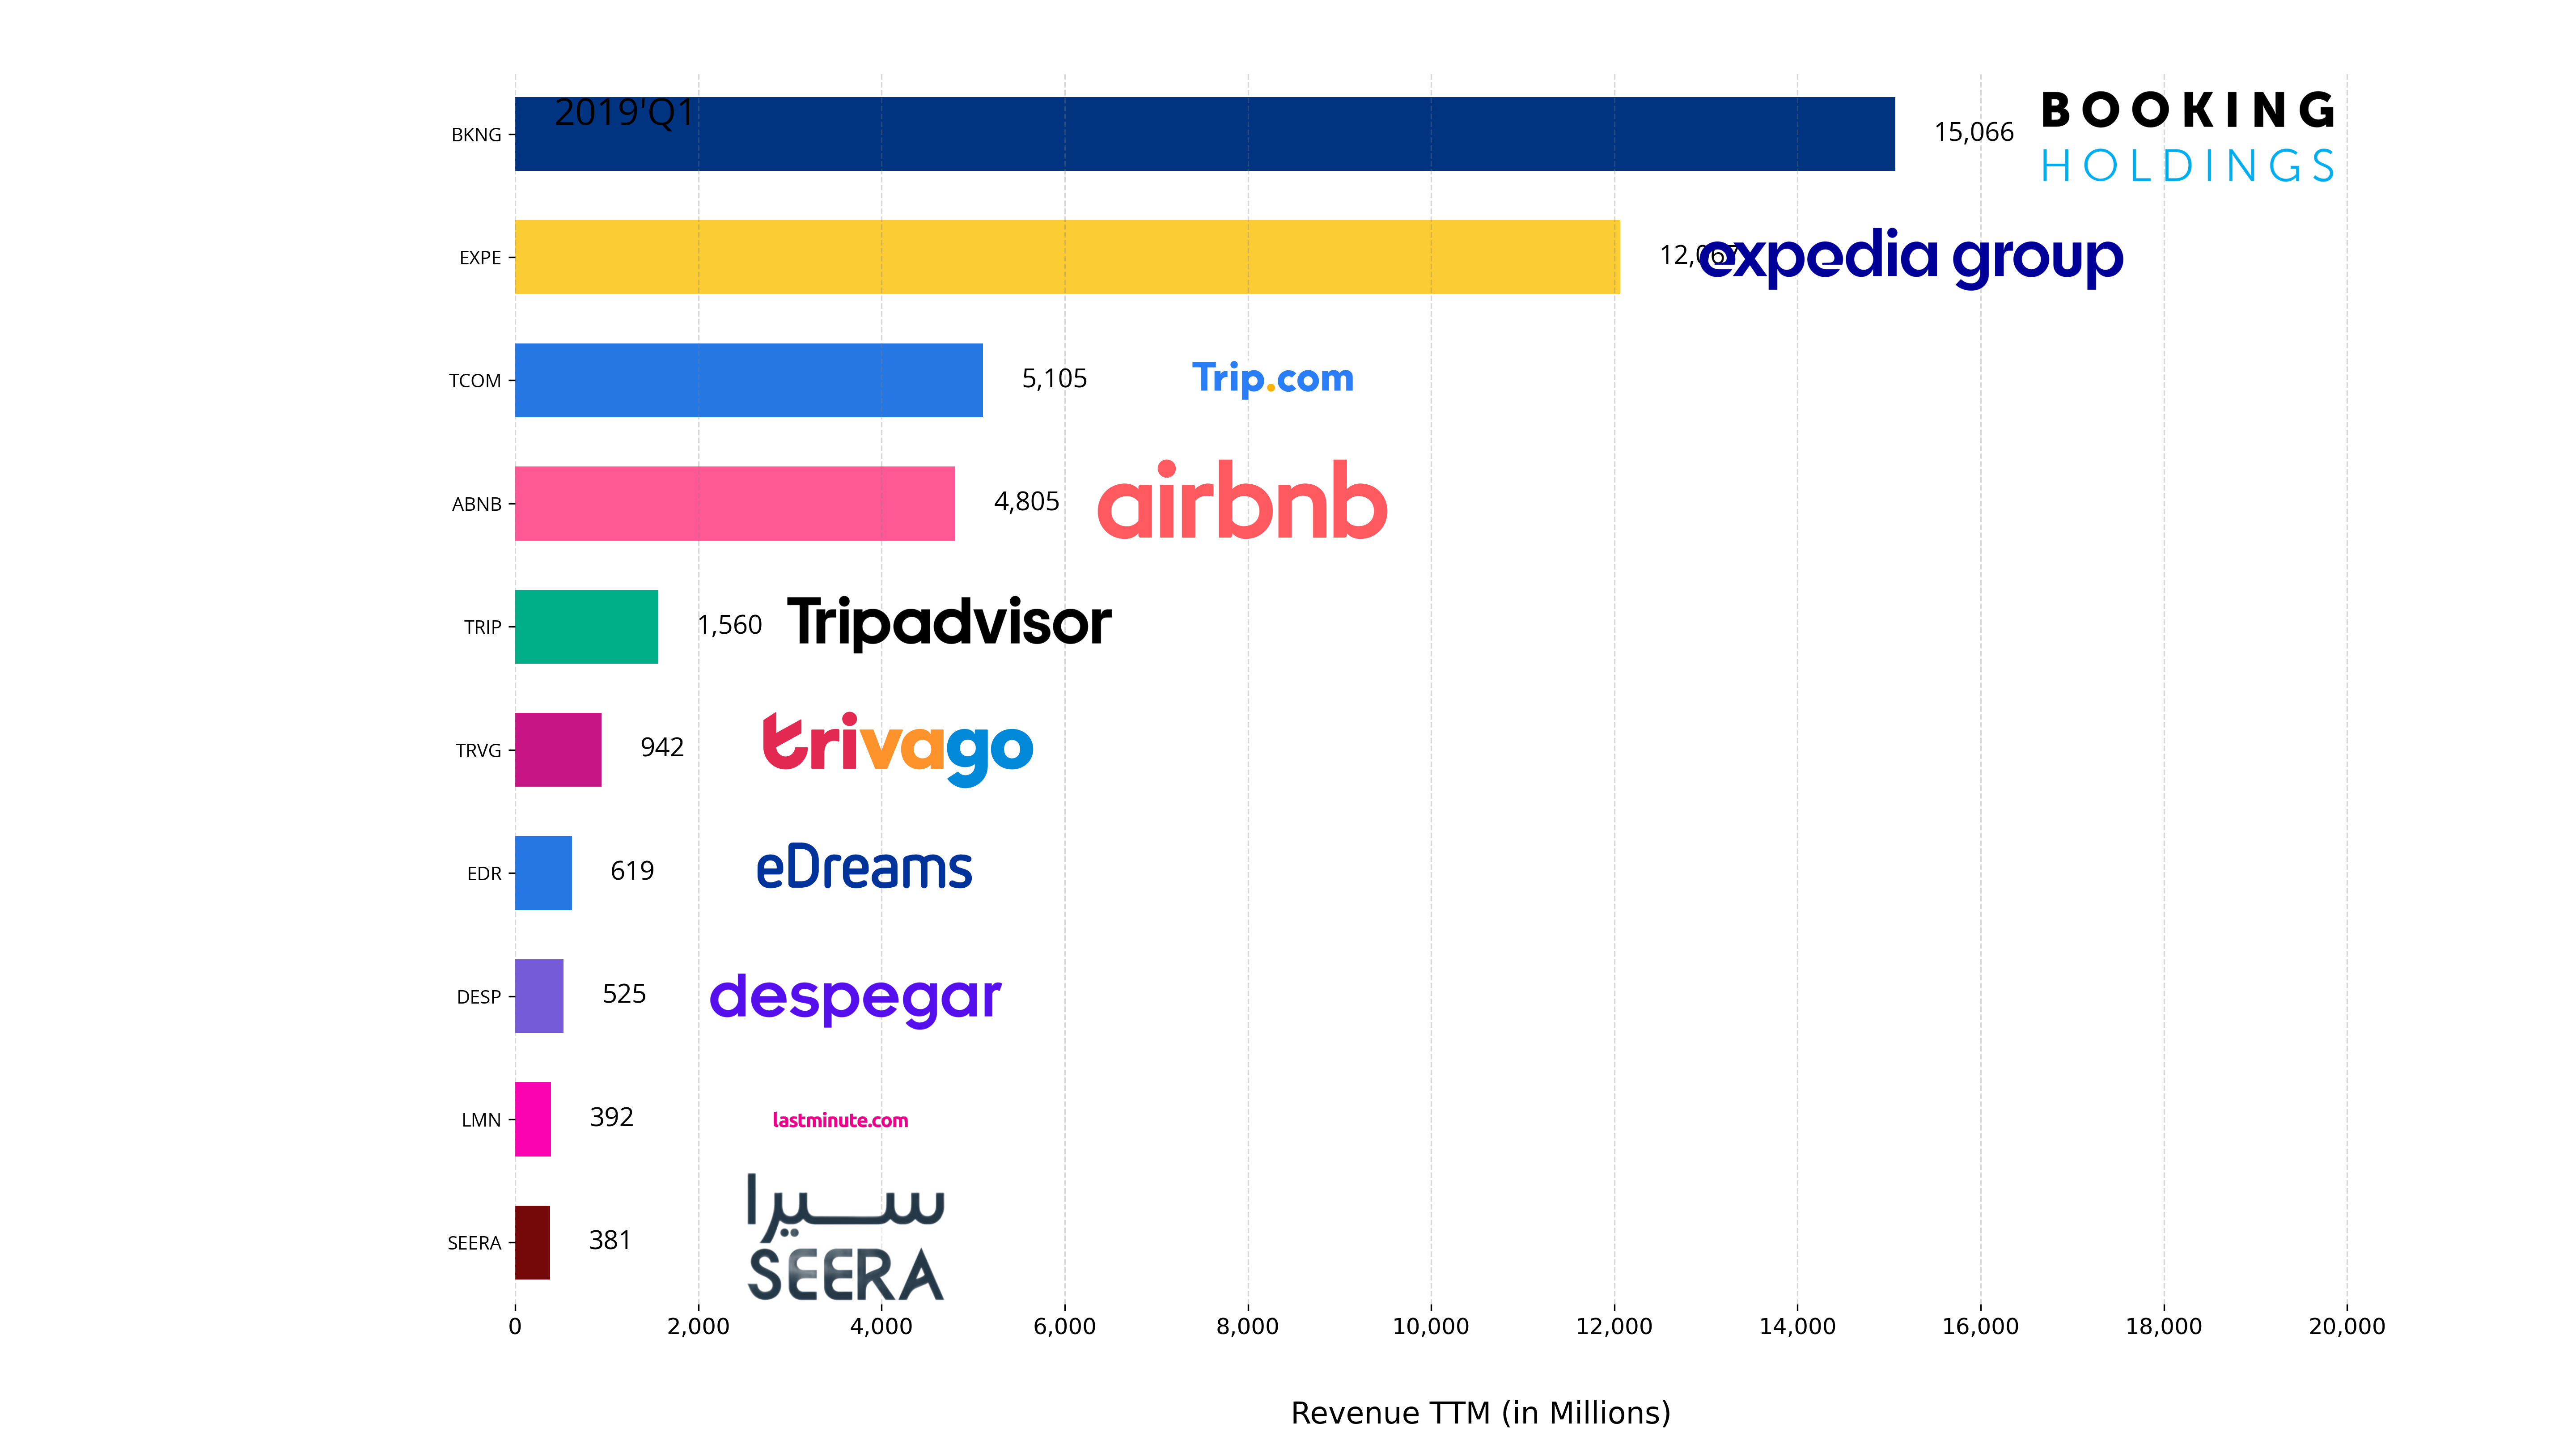 2019'Q1
BKNG 15,066 BOOKING
HOLDINGS
EXPE 12,067 expedia group
TCOM 5,105 Trip.com
ABNB 4,805 airbnb
TRIP 1,560 Tripadvisor
TRVG 942 trivago
EDR 619 eDreams
DESP 525 despegar
LMN 392 lastminute.com
سيرا
SEERA 381 SEERA
0 2,000 4,000 6,000 8,000 10,000 12,000 14,000 16,000 18,000 20,000
Revenue TTM (in Millions)